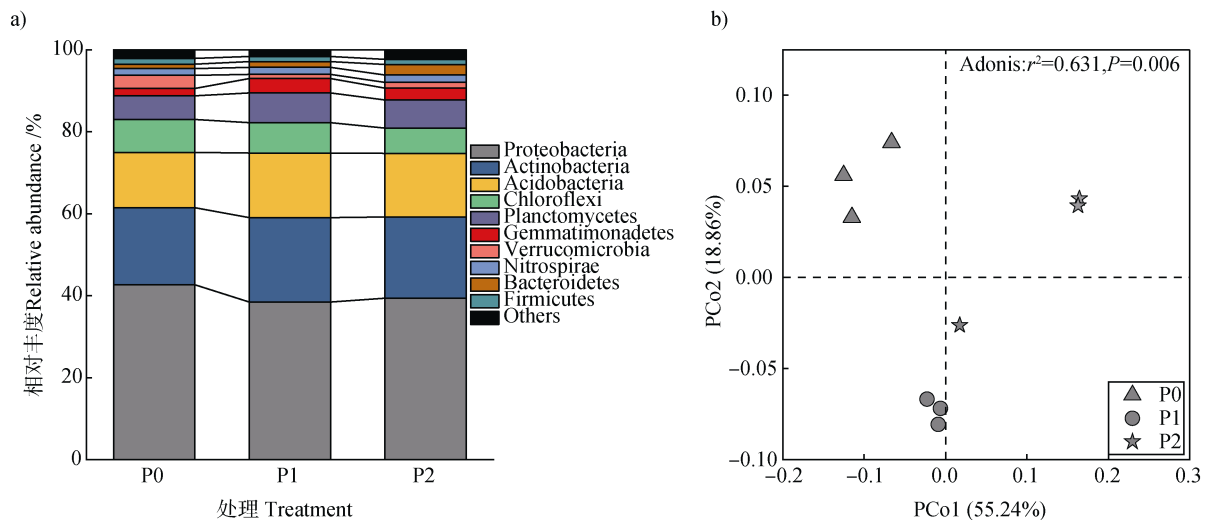 a)
100
80
60
40
20
0
相对丰度Relative abundance /%
P0 P1 P2
处理 Treatment
Proteobacteria
Actinobacteria
Acidobacteria
Chloroflexi
Planctomycetes
Gemmatimonadetes
Verrucomicrobia
Nitrospirae
Bacteroidetes
Firmicutes
Others
b)
Adonis:r²=0.631,P=0.006
0.10
0.05
0.00
−0.05
−0.10
PCo2 (18.86%)
P0
P1
P2
−0.2 −0.1 0.0 0.1 0.2 0.3
PCo1 (55.24%)